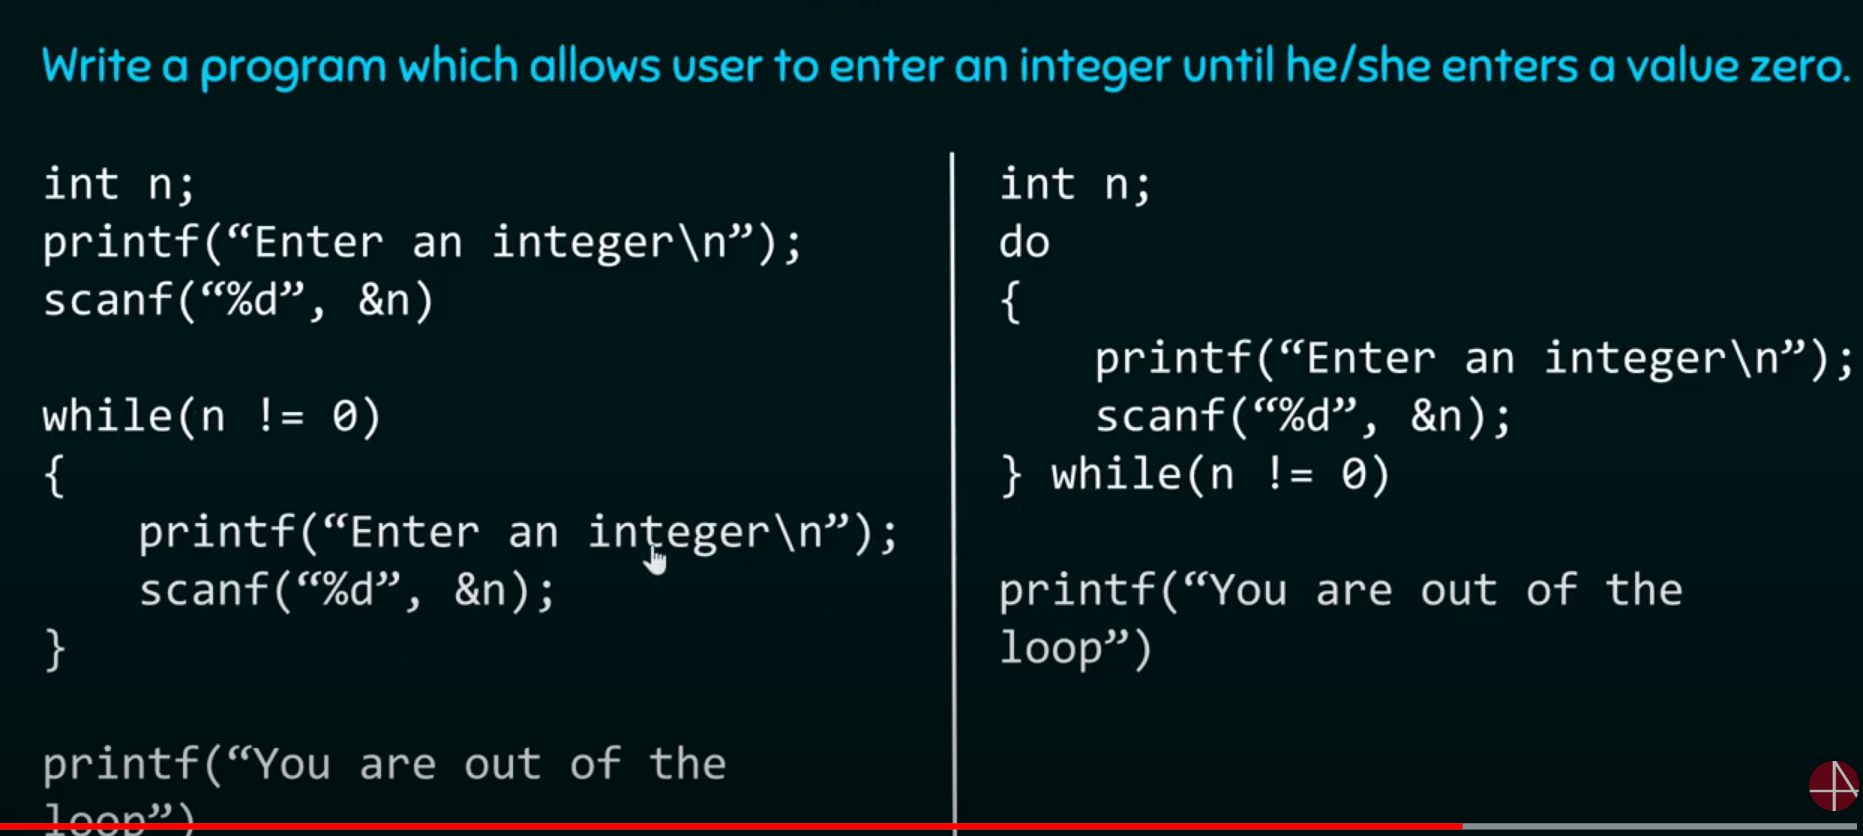 Write a program which allows user to enter an integer until he/she enters a value zero.
int n;
printf(“Enter an integer\n”);
scanf(“%d”, &n)
while(n != 0)
{
printf(“Enter an integer\n”);
scanf(“%d”, &n);
}
printf(“You are out of the
loop”)
int n;
do
{
printf(“Enter an integer\n”);
scanf(“%d”, &n);
} while(n != 0)
printf(“You are out of the
loop”)